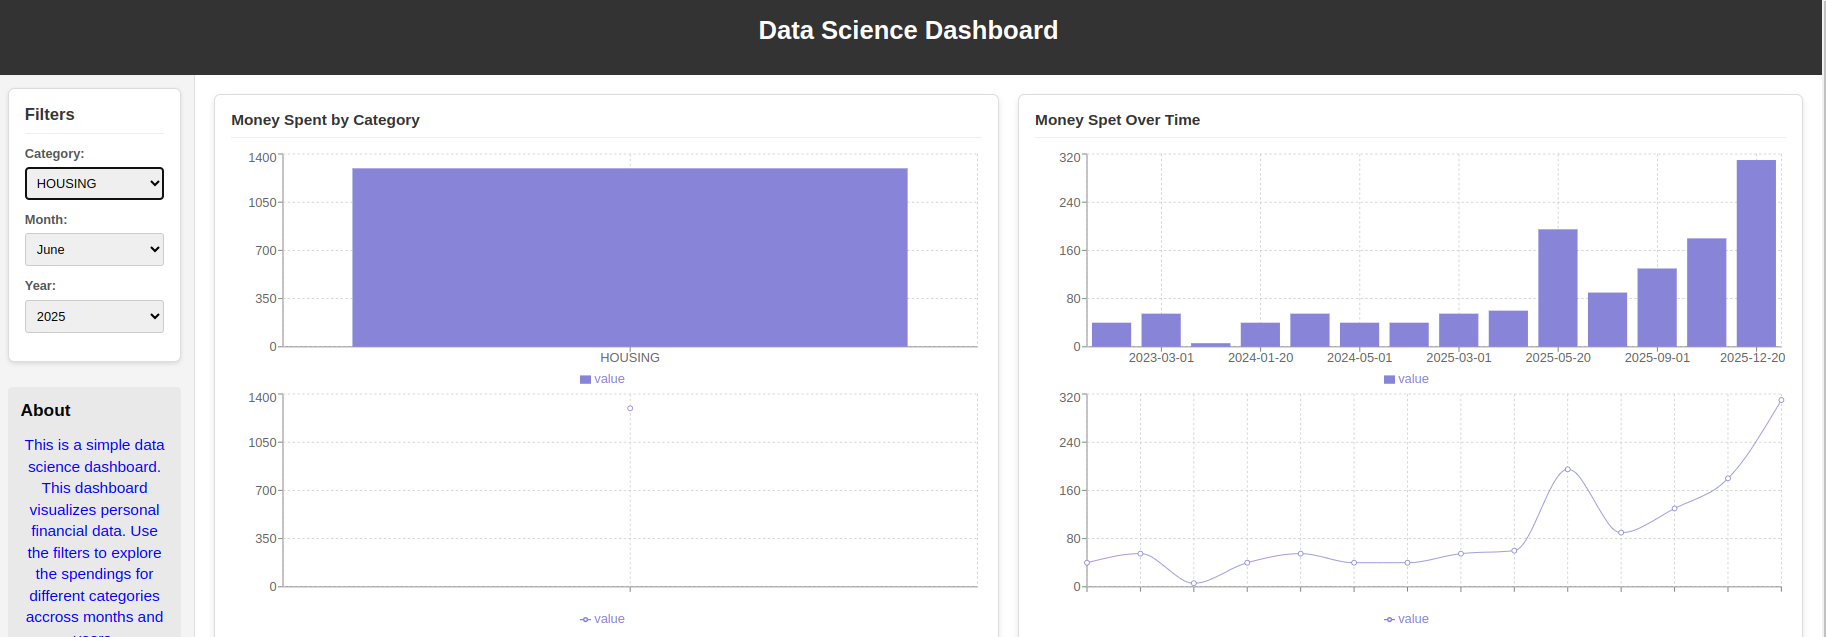 Data Science Dashboard
Filters
Category:
HOUSING
Month:
June
Year:
2025
About
This is a simple data
science dashboard.
This dashboard
visualizes personal
financial data. Use
the filters to explore
the spendings for
different categories
accross months and
Money Spent by Category
1400
1050
700
350
0
HOUSING
value
1400
1050
700
350
0
value
Money Spet Over Time
320
240
160
80
0
2023-03-01 2024-01-20 2024-05-01 2025-03-01 2025-05-20 2025-09-01 2025-12-20
value
320
240
160
80
0
value